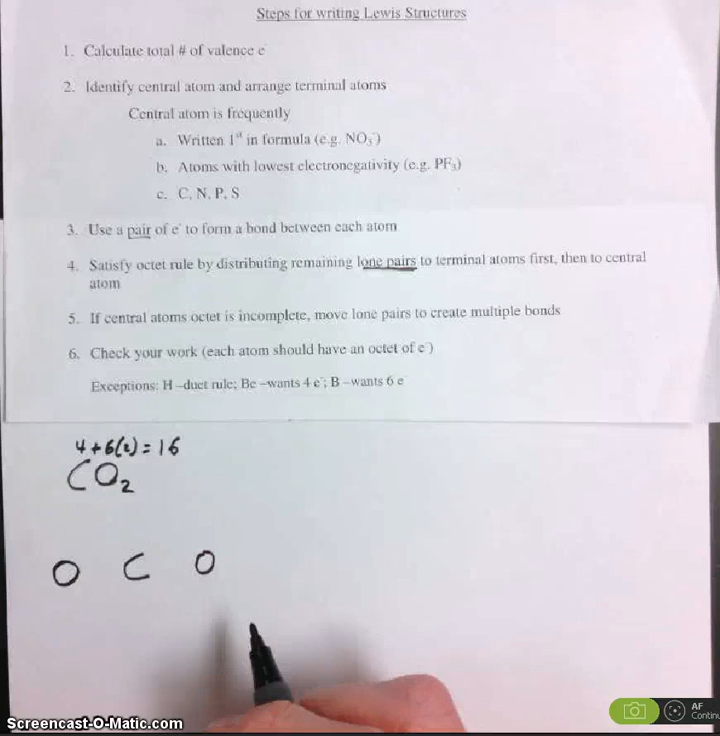 Steps for writing Lewis Structures
1. Calculate total # of valence e⁻
2. Identify central atom and arrange terminal atoms
Central atom is frequently
a. Written 1st in formula (e.g. NO₃⁻)
b. Atoms with lowest electronegativity (e.g. PF₃)
c. C, N, P, S
3. Use a pair of e⁻ to form a bond between each atom
4. Satisfy octet rule by distributing remaining lone pairs to terminal atoms first, then to central
atom
5. If central atoms octet is incomplete, move lone pairs to create multiple bonds
6. Check your work (each atom should have an octet of e⁻)
Exceptions: H –duet rule; Be –wants 4 e⁻; B –wants 6 e⁻
4+6(2)=16
CO₂
O C O
AF
Continu
Screencast-O-Matic.com